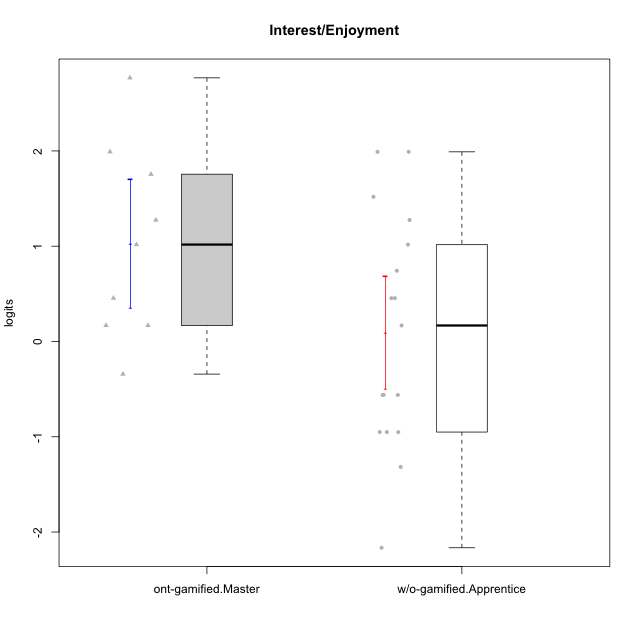 Interest/Enjoyment
logits
2
1
0
-1
-2
ont-gamified.Master
w/o-gamified.Apprentice